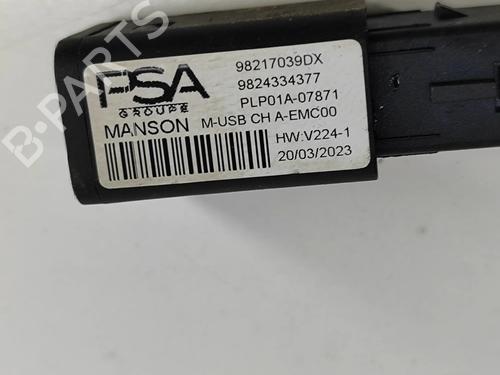 PSA
GROUPE
98217039DX
9824334377
PLP01A-07871
MANSON M-USB CH A-EMC00
HW:V224-1
20/03/2023
B-PARTS